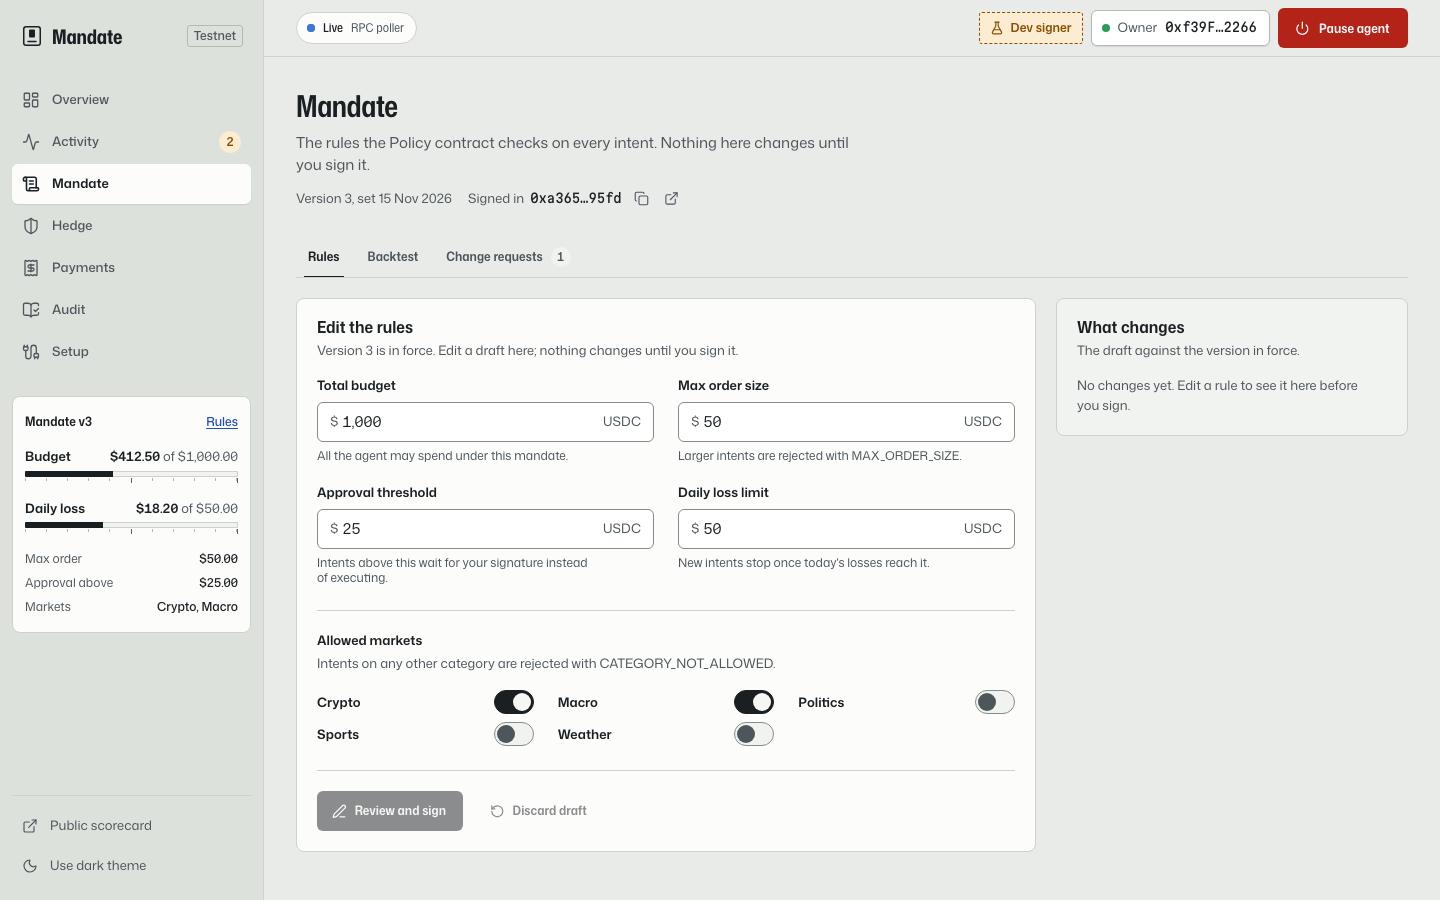 Mandate
Testnet
Overview
Activity 2
Mandate
Hedge
Payments
Audit
Setup
Mandate v3 Rules
Budget $412.50 of $1,000.00
Daily loss $18.20 of $50.00
Max order $50.00
Approval above $25.00
Markets Crypto, Macro
Public scorecard
Use dark theme
Live RPC poller
Dev signer
Owner 0xf39F…2266
Pause agent
Mandate
The rules the Policy contract checks on every intent. Nothing here changes until
you sign it.
Version 3, set 15 Nov 2026 Signed in 0xa365…95fd
Rules Backtest Change requests 1
Edit the rules
Version 3 is in force. Edit a draft here; nothing changes until you sign it.
Total budget
$ 1,000 USDC
All the agent may spend under this mandate.
Max order size
$ 50 USDC
Larger intents are rejected with MAX_ORDER_SIZE.
Approval threshold
$ 25 USDC
Intents above this wait for your signature instead
of executing.
Daily loss limit
$ 50 USDC
New intents stop once today's losses reach it.
Allowed markets
Intents on any other category are rejected with CATEGORY_NOT_ALLOWED.
Crypto Macro Politics
Sports Weather
Review and sign Discard draft
What changes
The draft against the version in force.
No changes yet. Edit a rule to see it here before
you sign.